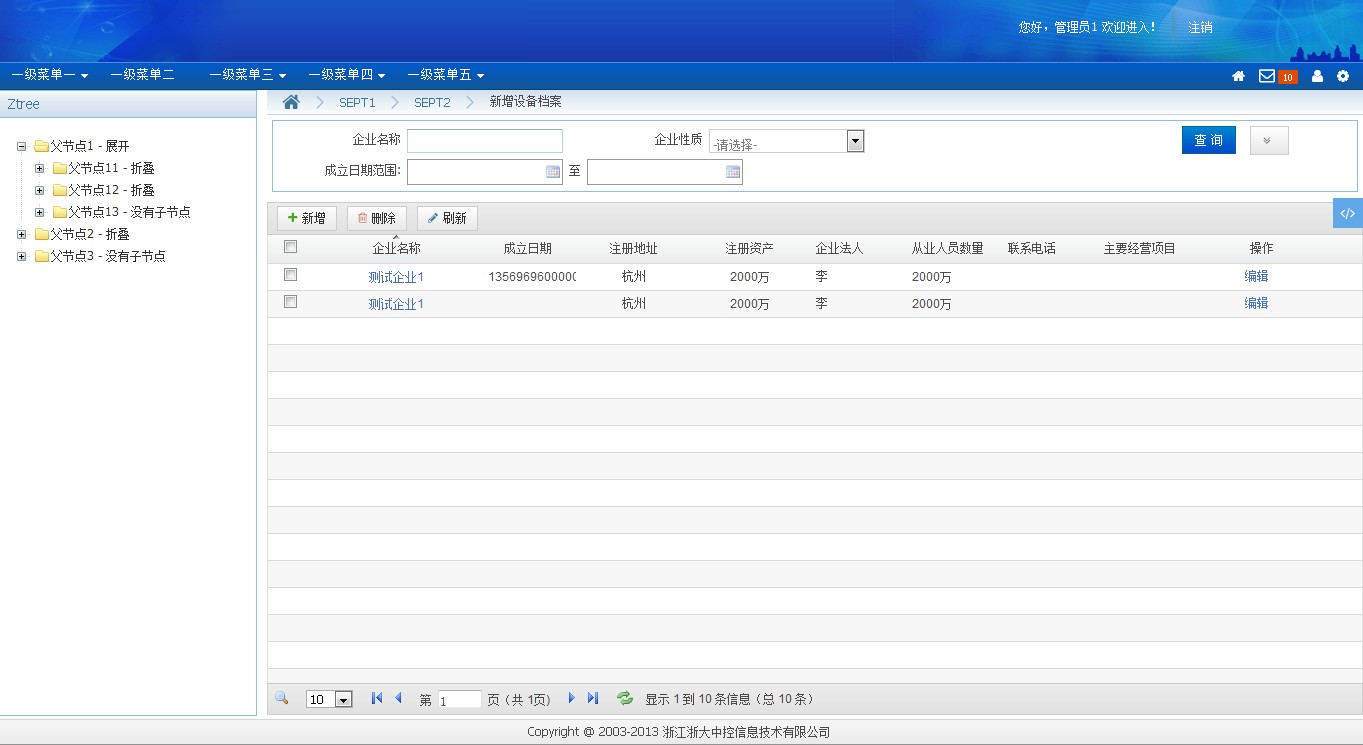 您好，管理员1 欢迎进入！ 注销
一级菜单一 一级菜单二 一级菜单三 一级菜单四 一级菜单五 10
Ztree
SEPT1 SEPT2 新增设备档案
父节点1 - 展开
父节点11 - 折叠
父节点12 - 折叠
父节点13 - 没有子节点
父节点2 - 折叠
父节点3 - 没有子节点
企业名称 企业性质 -请选择- 查 询
成立日期范围: 至
新增 删除 刷新
</>
企业名称 成立日期 注册地址 注册资产 企业法人 从业人员数量 联系电话 主要经营项目 操作
测试企业1 1356969600000 杭州 2000万 李 2000万 编辑
测试企业1 杭州 2000万 李 2000万 编辑
10 第 1 页（共 1页） 显示 1 到 10 条信息（总 10 条）
Copyright @ 2003-2013 浙江浙大中控信息技术有限公司